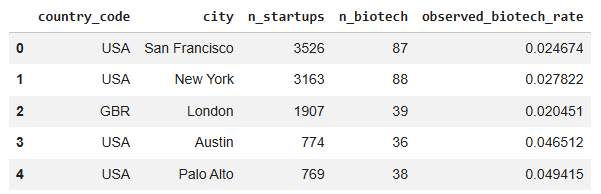 country_code city n_startups n_biotech observed_biotech_rate
0 USA San Francisco 3526 87 0.024674
1 USA New York 3163 88 0.027822
2 GBR London 1907 39 0.020451
3 USA Austin 774 36 0.046512
4 USA Palo Alto 769 38 0.049415